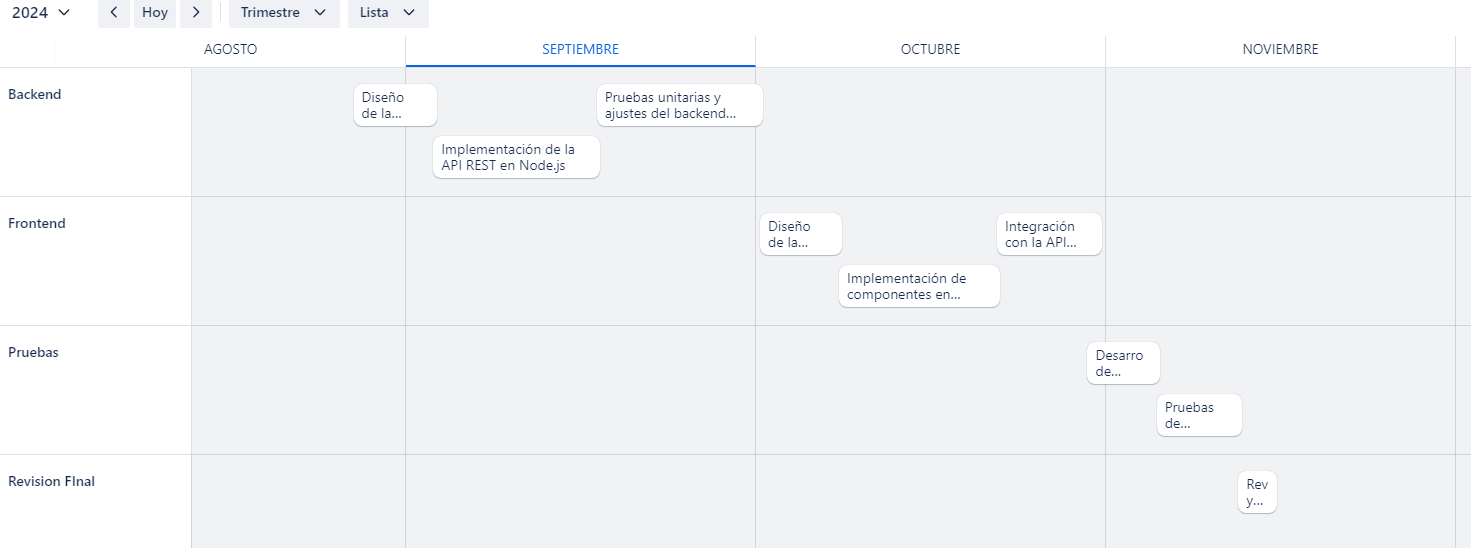 2024 Hoy Trimestre Lista
AGOSTO SEPTIEMBRE OCTUBRE NOVIEMBRE
Backend
Diseño
de la...
Pruebas unitarias y
ajustes del backend...
Implementación de la
API REST en Node.js
Frontend
Diseño
de la...
Integración
con la API...
Implementación de
componentes en...
Pruebas
Desarro
de...
Pruebas
de...
Revision FInal
Rev
y...